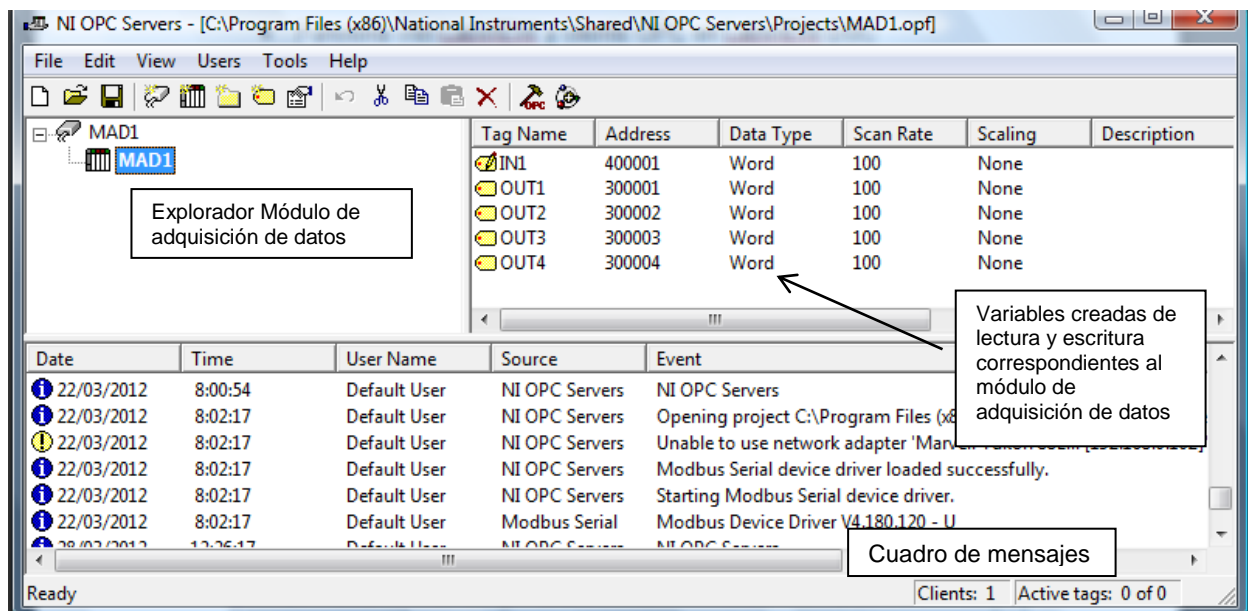 NI OPC Servers - [C:\Program Files (x86)\National Instruments\Shared\NI OPC Servers\Projects\MAD1.opf]
File Edit View Users Tools Help
MAD1
MAD1
Explorador Módulo de
adquisición de datos
Tag Name Address Data Type Scan Rate Scaling Description
IN1 400001 Word 100 None
OUT1 300001 Word 100 None
OUT2 300002 Word 100 None
OUT3 300003 Word 100 None
OUT4 300004 Word 100 None
Variables creadas de
lectura y escritura
correspondientes al
módulo de
adquisición de datos
Date Time User Name Source Event
22/03/2012 8:00:54 Default User NI OPC Servers NI OPC Servers
22/03/2012 8:02:17 Default User NI OPC Servers Opening project C:\Program Files
22/03/2012 8:02:17 Default User NI OPC Servers Unable to use network adapter
22/03/2012 8:02:17 Default User NI OPC Servers Modbus Serial device driver loaded successfully.
22/03/2012 8:02:17 Default User NI OPC Servers Starting Modbus Serial device driver.
22/03/2012 8:02:17 Default User Modbus Serial Modbus Device Driver V4.180.120 - U
Default User NI OPC Servers NI OPC Servers
Cuadro de mensajes
Ready Clients: 1 Active tags: 0 of 0